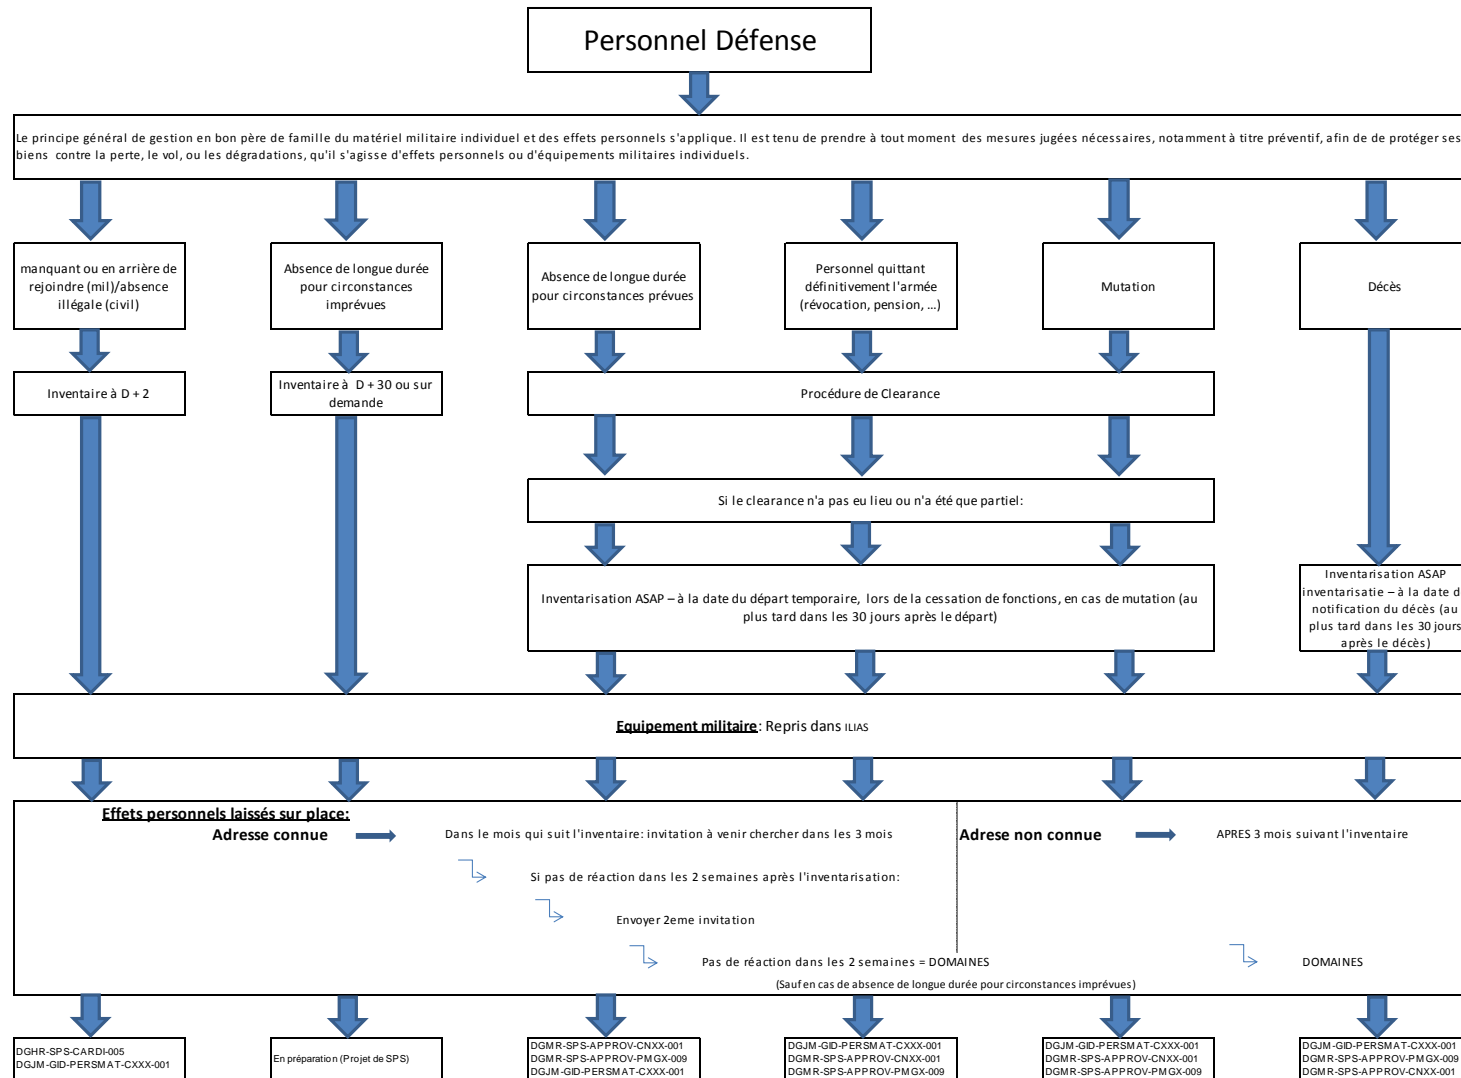 Personnel Défense
Le principe général de gestion en bon père de famille du matériel militaire individuel et des effets personnels s'applique. Il est tenu de prendre à tout moment des mesures jugées nécessaires, notamment à titre préventif, afin de de protéger ses
biens contre la perte, le vol, ou les dégradations, qu'il s'agisse d'effets personnels ou d'équipements militaires individuels.
manquant ou en arrière de
rejoindre (mil)/absence
illégale (civil)
Absence de longue durée
pour circonstances
imprévues
Absence de longue durée
pour circonstances prévues
Personnel quittant
définitivement l'armée
(révocation, pension, ...)
Mutation
Décès
Inventaire à D + 2
Inventaire à D + 30 ou sur
demande
Procédure de Clearance
Si le clearance n'a pas eu lieu ou n'a été que partiel:
Inventarisation ASAP – à la date du départ temporaire, lors de la cessation de fonctions, en cas de mutation (au
plus tard dans les 30 jours après le départ)
Inventarisation ASAP
inventarisatie – à la date d
notification du décès (au
plus tard dans les 30 jours
après le décès)
Equipement militaire: Repris dans ILIAS
Effets personnels laissés sur place:
Adresse connue
Dans le mois qui suit l'inventaire: invitation à venir chercher dans les 3 mois
Si pas de réaction dans les 2 semaines après l'inventarisation:
Envoyer 2eme invitation
Pas de réaction dans les 2 semaines = DOMAINES
(Sauf en cas de absence de longue durée pour circonstances imprévues)
Adrese non connue
APRES 3 mois suivant l'inventaire
DOMAINES
DGHR-SPS-CARDI-005
DGJM-GID-PERSMAT-CXXX-001
En préparation (Projet de SPS)
DGMR-SPS-APPROV-CNXX-001
DGMR-SPS-APPROV-PMGX-009
DGJM-GID-PERSMAT-CXXX-001
DGJM-GID-PERSMAT-CXXX-001
DGMR-SPS-APPROV-CNXX-001
DGMR-SPS-APPROV-PMGX-009
DGJM-GID-PERSMAT-CXXX-001
DGMR-SPS-APPROV-CNXX-001
DGMR-SPS-APPROV-PMGX-009
DGJM-GID-PERSMAT-CXXX-001
DGMR-SPS-APPROV-PMGX-009
DGMR-SPS-APPROV-CNXX-001